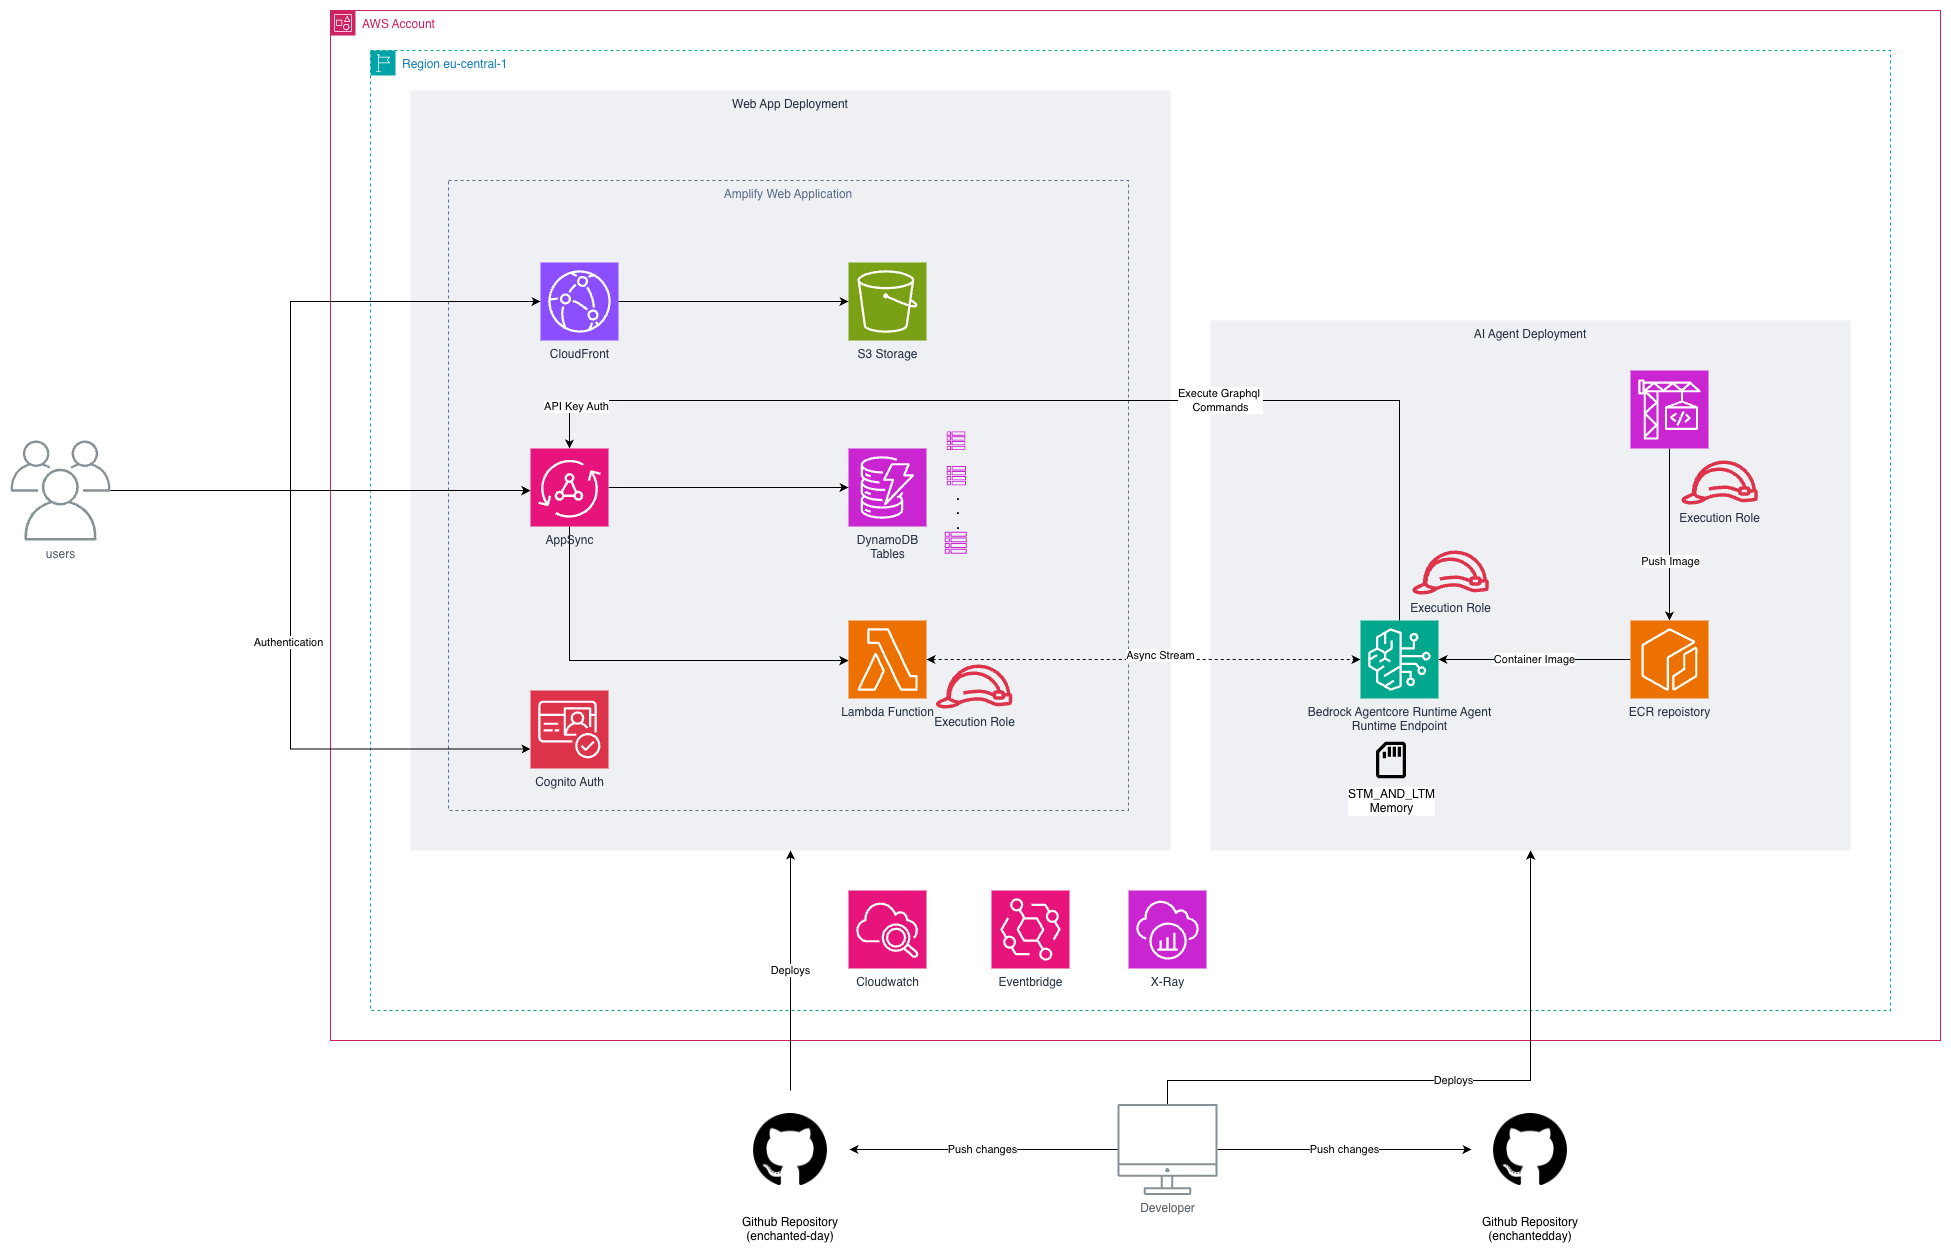 AWS Account
Region eu-central-1
Web App Deployment
Amplify Web Application
CloudFront
S3 Storage
AI Agent Deployment
Execute Graphql
Commands
API Key Auth
Execution Role
users
AppSync
DynamoDB
Tables
Push Image
Execution Role
Authentication
Async Stream
Container Image
Lambda Function
Execution Role
Bedrock Agentcore Runtime Agent
Runtime Endpoint
ECR repoistory
Cognito Auth
STM_AND_LTM
Memory
Deploys
Cloudwatch
Eventbridge
X-Ray
Deploys
Push changes
Push changes
Developer
Github Repository
(enchanted-day)
Github Repository
(enchantedday)